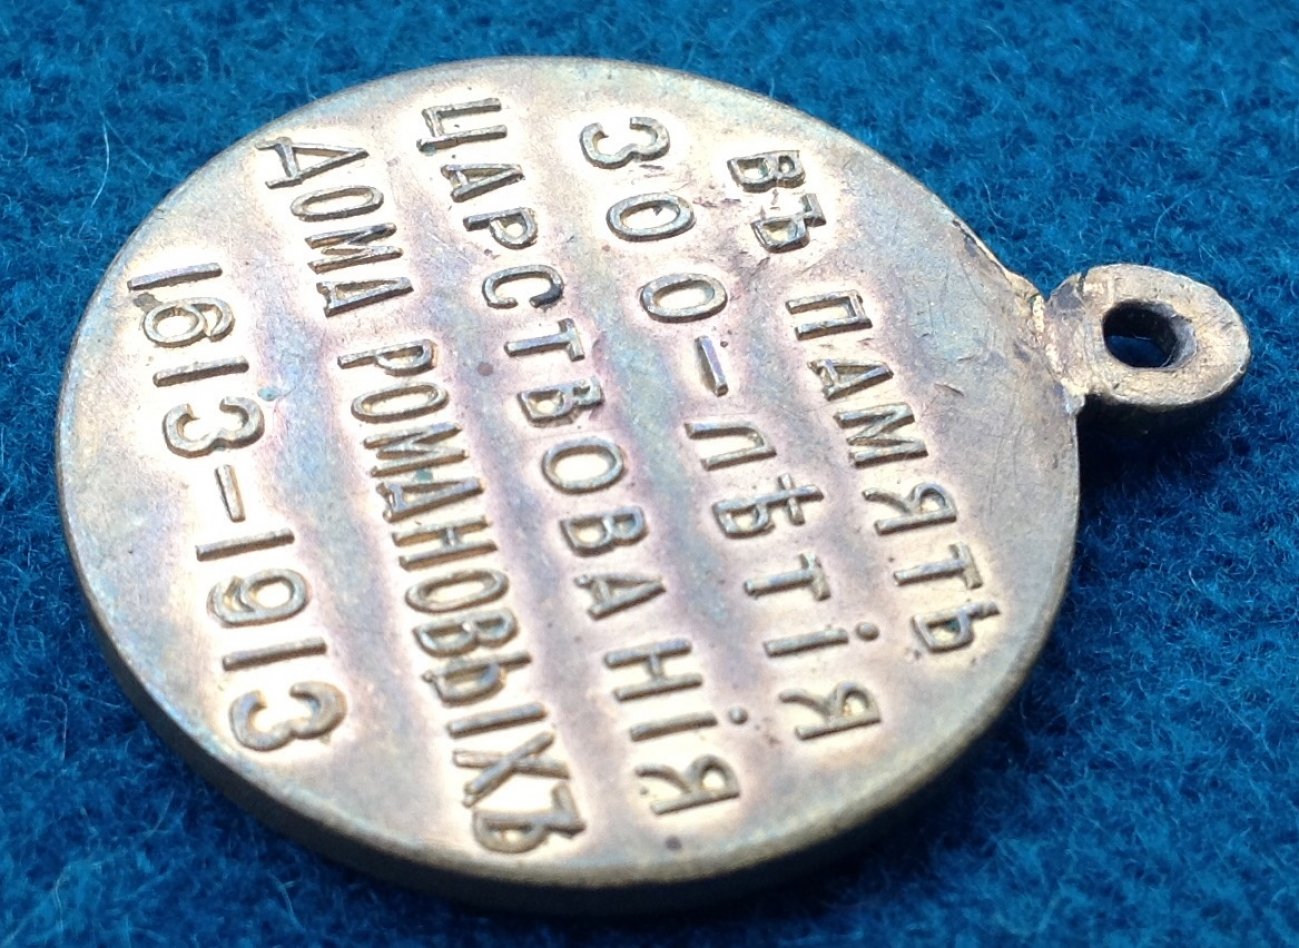 ВЪ ПАМЯТЬ
300-ЛѢТІЯ
ЦАРСТВОВАНІЯ
ДОМА РОМАНОВЫХЪ
1613-1913